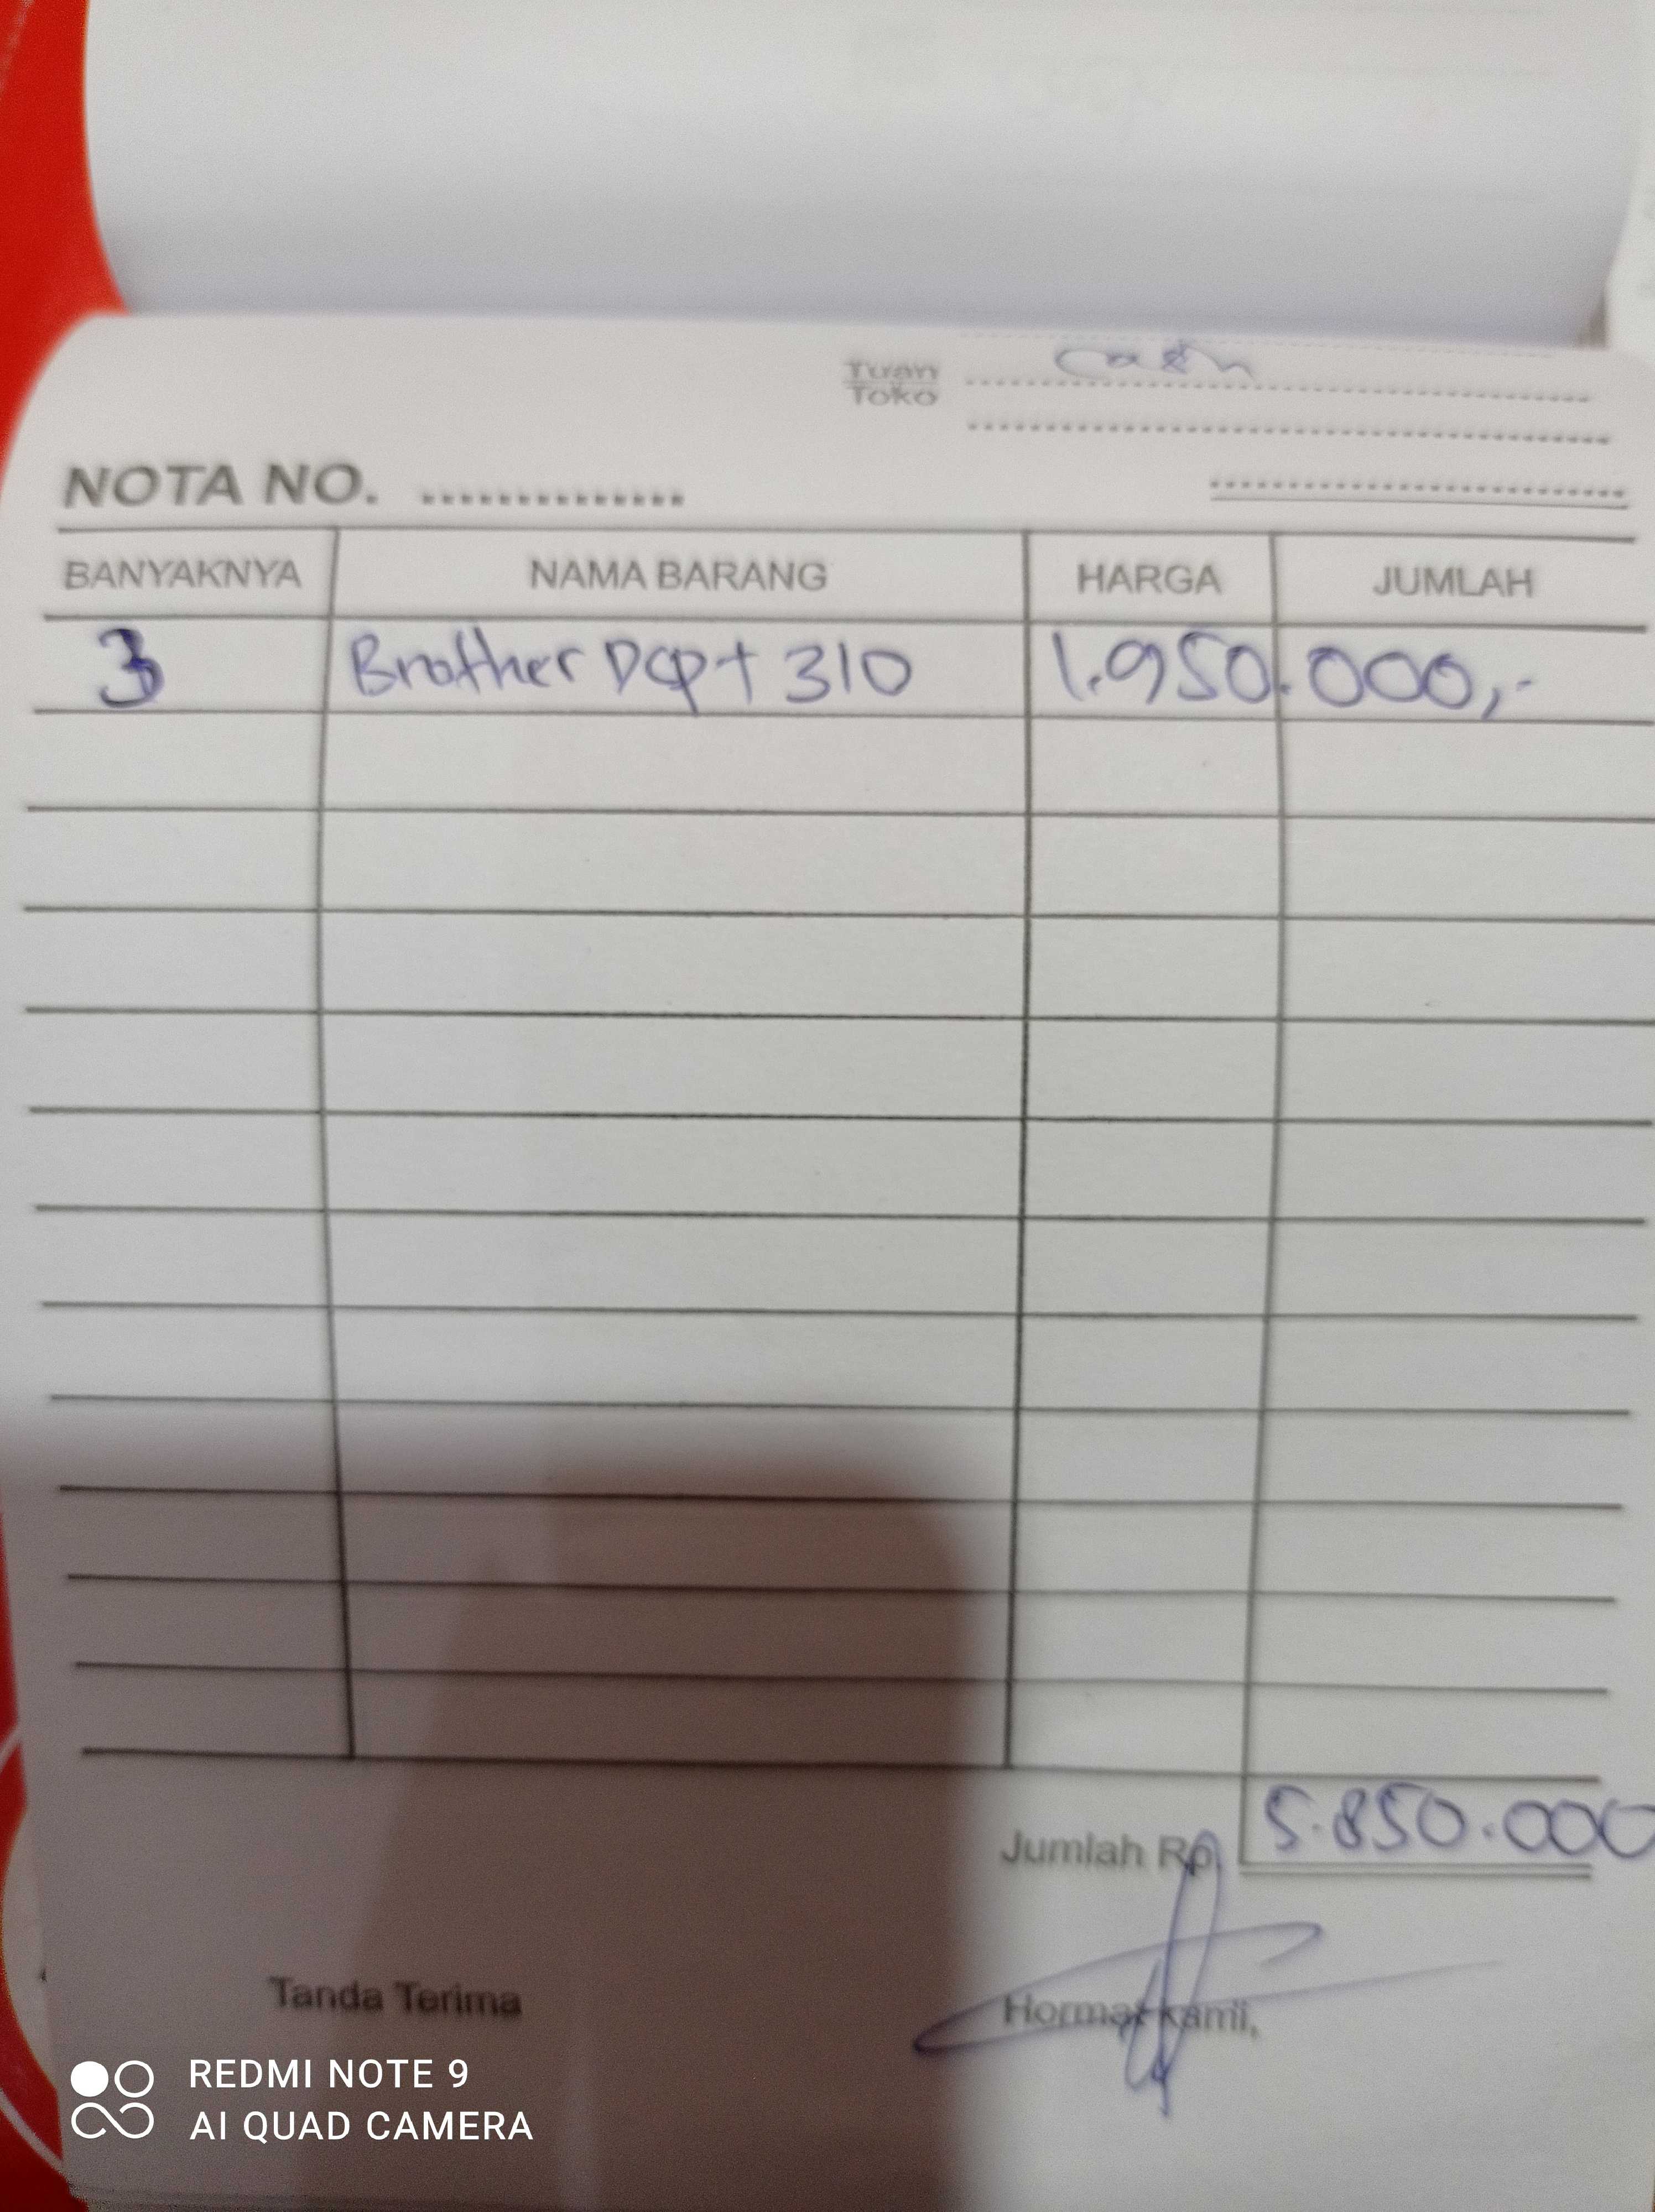 Tuan cash
Toko
NOTA NO. ..............
BANYAKNYA NAMA BARANG HARGA JUMLAH
3 Brother Dcp t 310 1.950.000,-
Jumlah Rp. 5.850.000
Tanda Terima Hormat kami,
REDMI NOTE 9
AI QUAD CAMERA